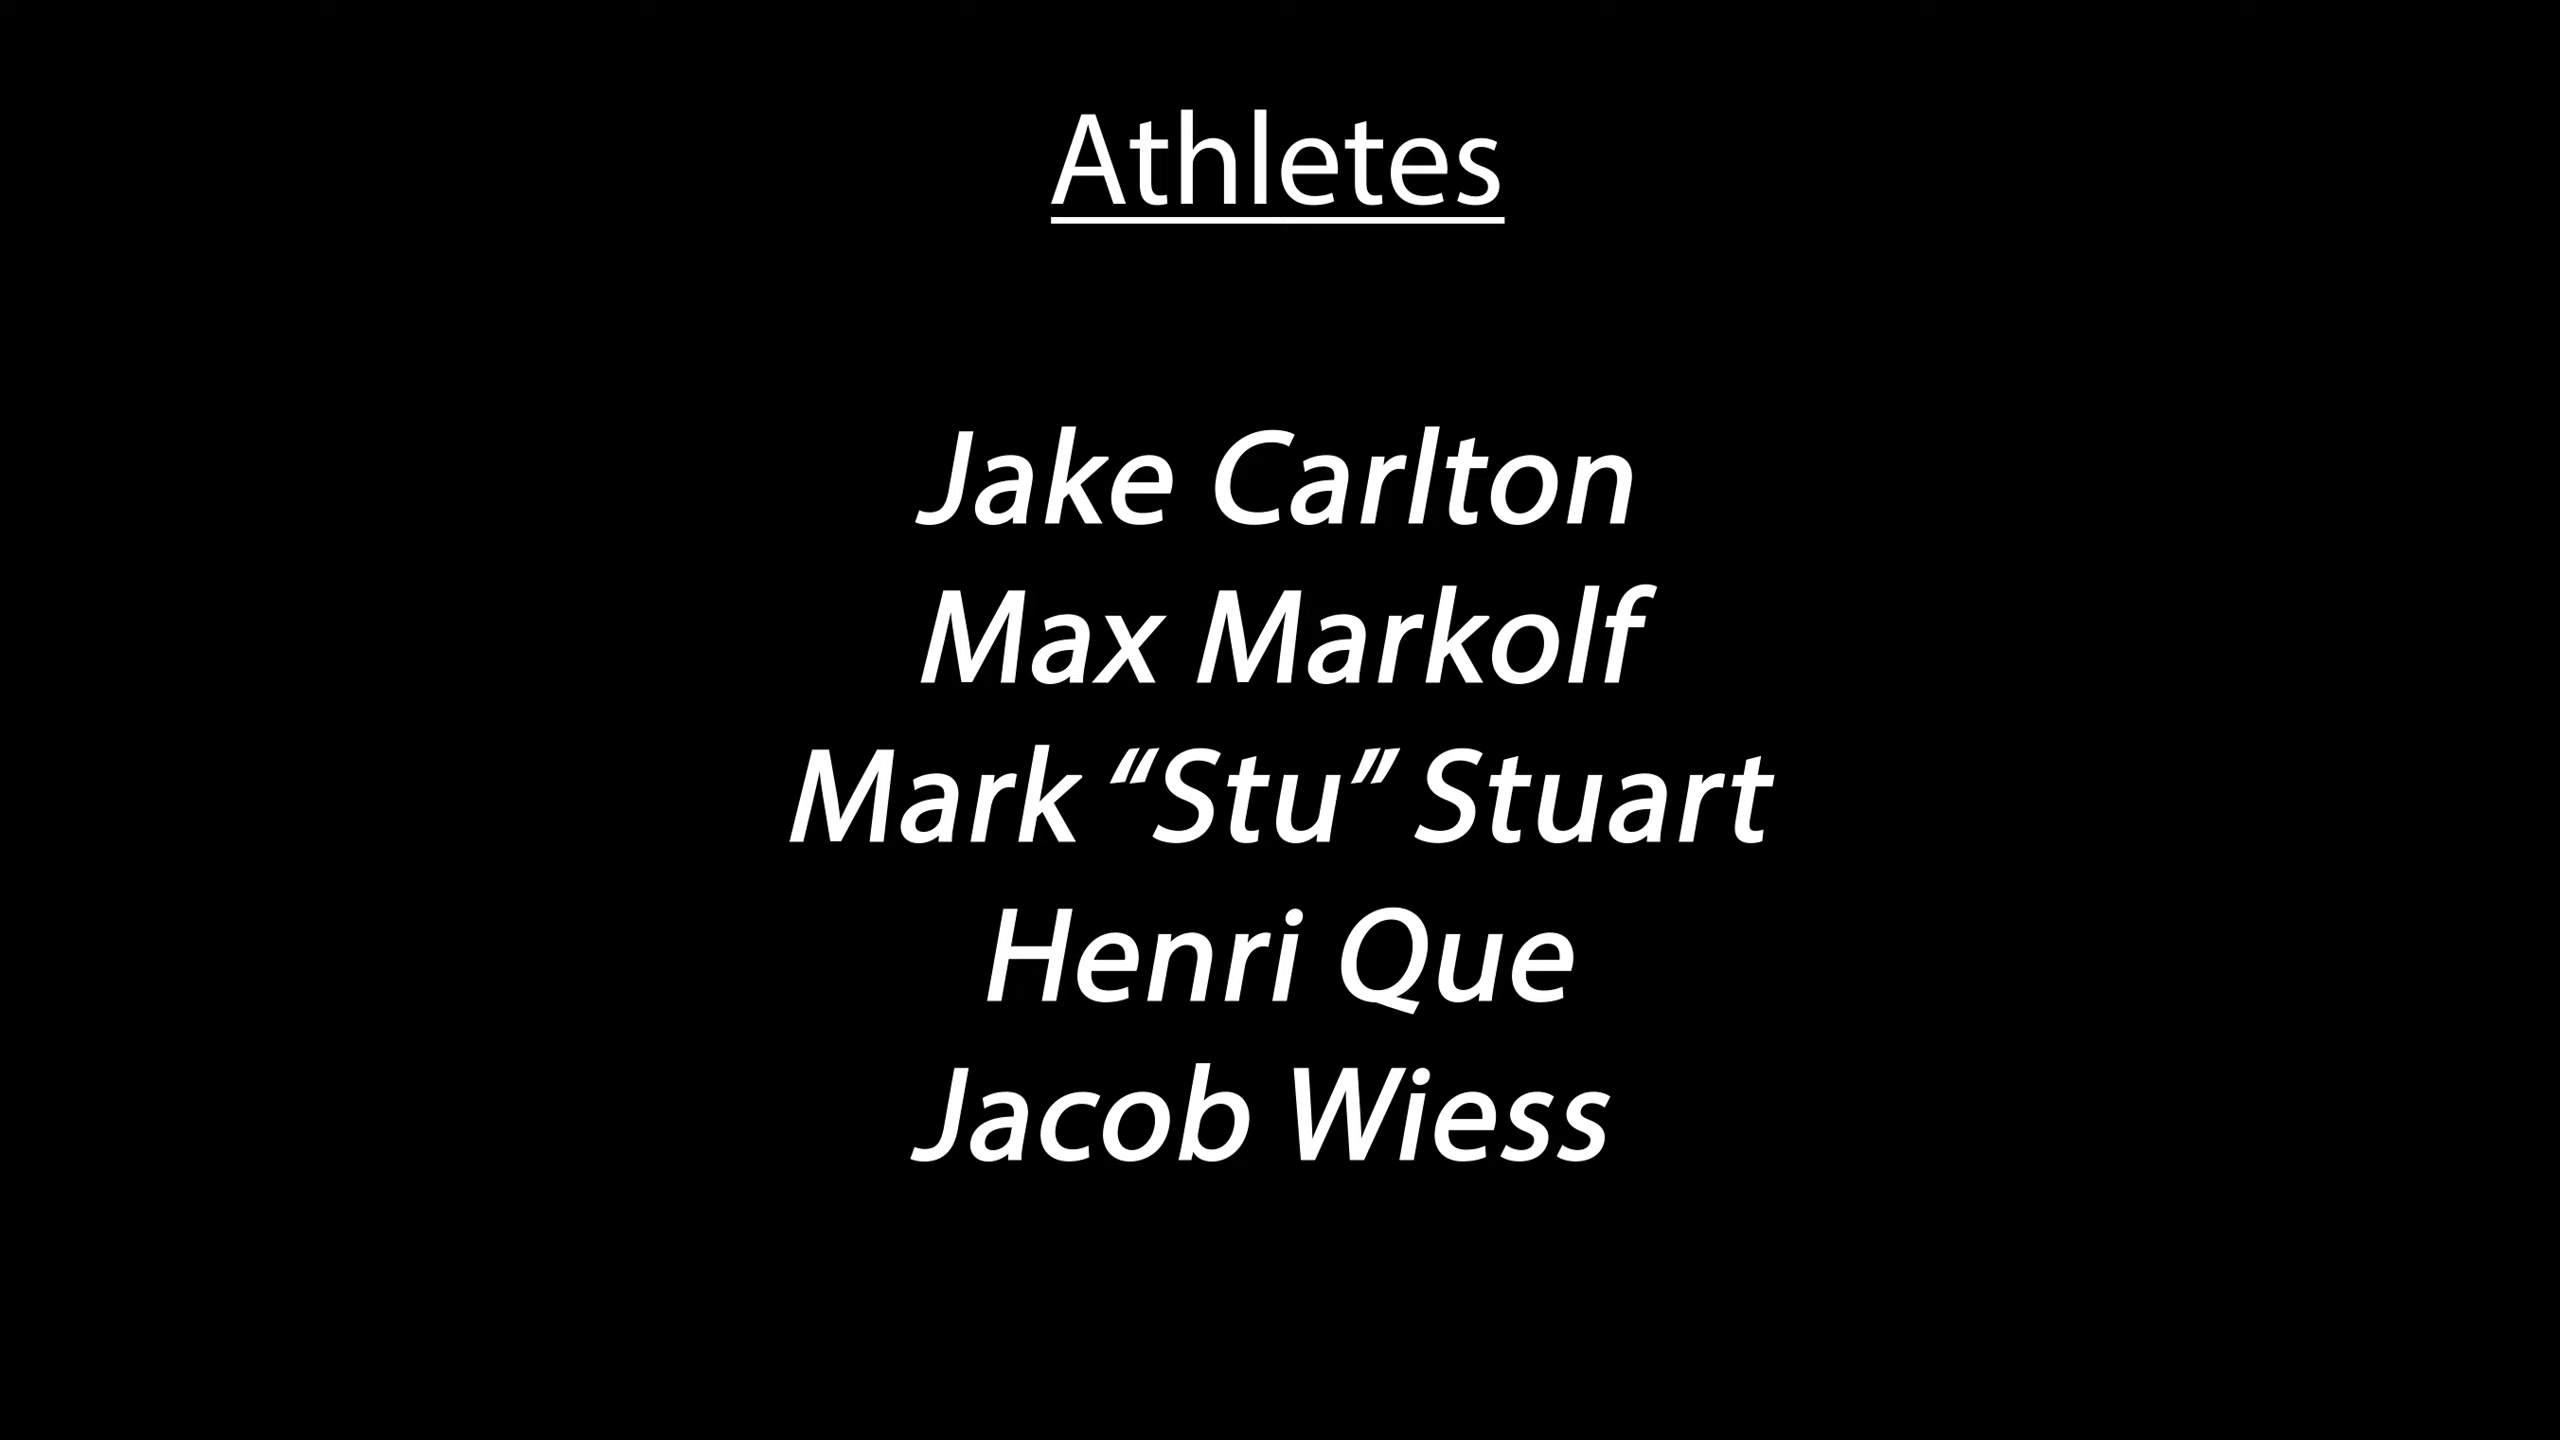 Athletes
Jake Carlton
Max Markolf
Mark “Stu” Stuart
Henri Que
Jacob Wiess